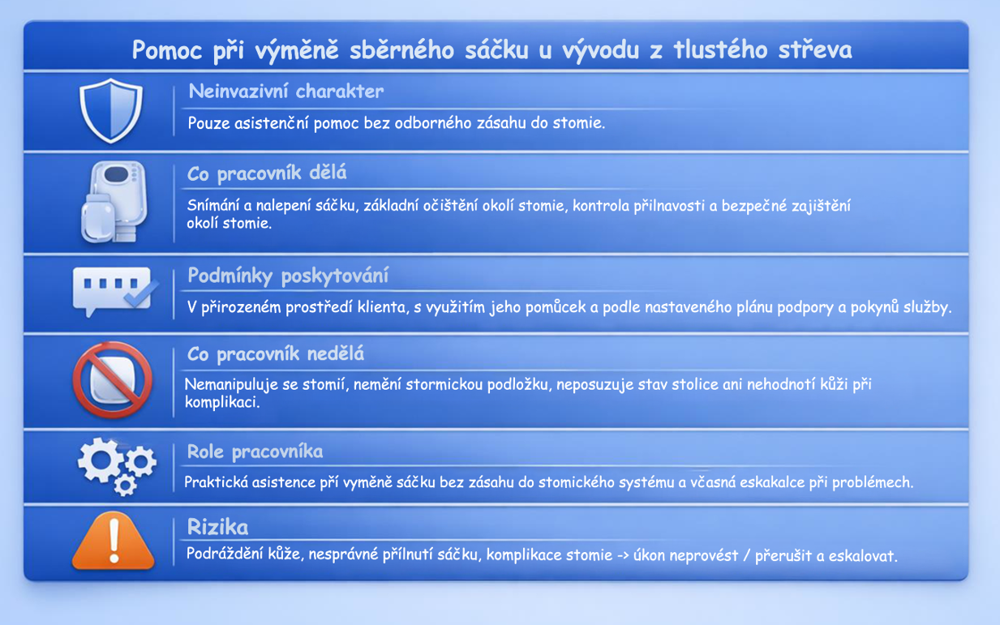 Pomoc při výměně sběrného sáčku u vývodu z tlustého střeva
Neinvazivní charakter
Pouze asistenční pomoc bez odborného zásahu do stomie.
Co pracovník dělá
Snímání a nalepení sáčku, základní očištění okolí stomie, kontrola přilnavosti a bezpečné zajištění
okolí stomie.
Podmínky poskytování
V přirozeném prostředí klienta, s využitím jeho pomůcek a podle nastaveného plánu podpory a pokynů služby.
Co pracovník nedělá
Nemanipuluje se stomií, nemění stormickou podložku, neposuzuje stav stolice ani nehodnotí kůži při
komplikaci.
Role pracovníka
Praktická asistence pří vyměně sáčku bez zásahu do stomického systému a včasná eskakalce při problémech.
Rizika
Podráždění kůže, nesprávné přílnutí sáčku, komplikace stomie -> úkon neprovést / přerušit a eskalovat.